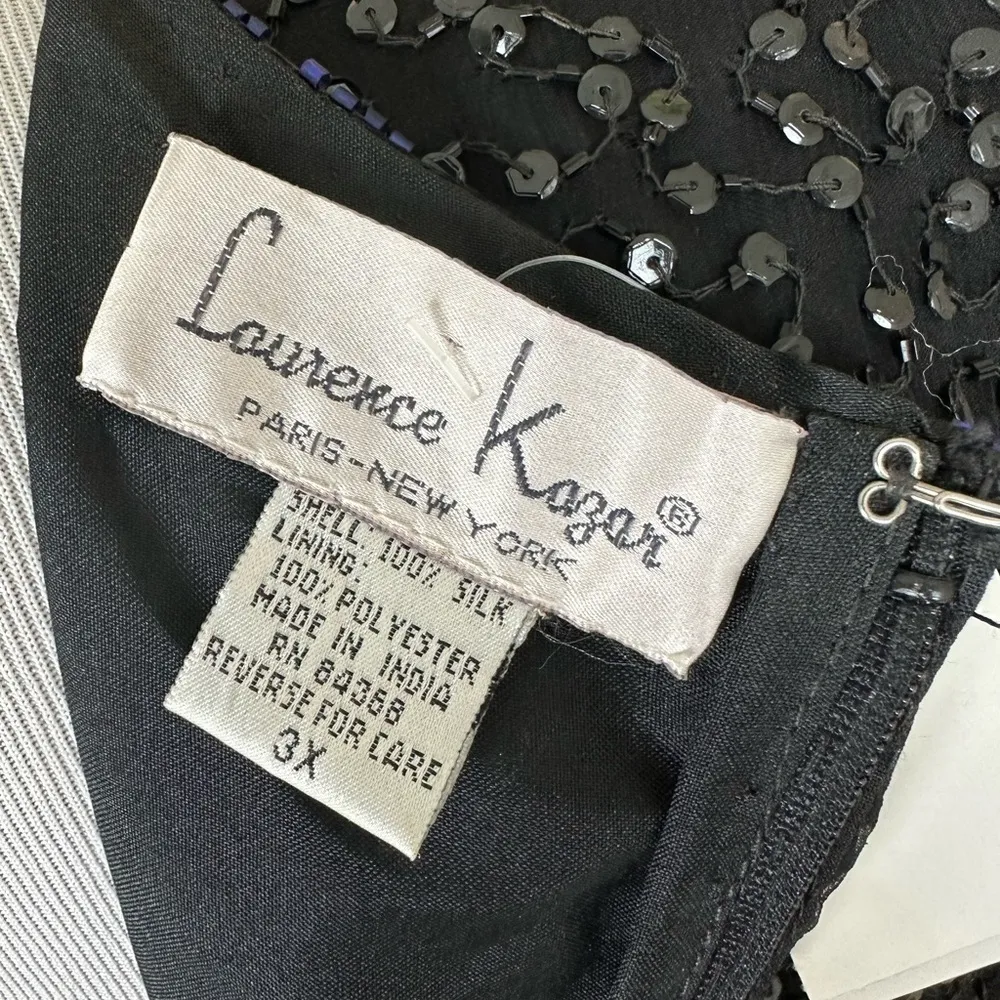 Laurence Kazar®
PARIS-NEW YORK
SHELL: 100% SILK
LINING:
100% POLYESTER
MADE IN INDIA
RN 84366
REVERSE FOR CARE
3X